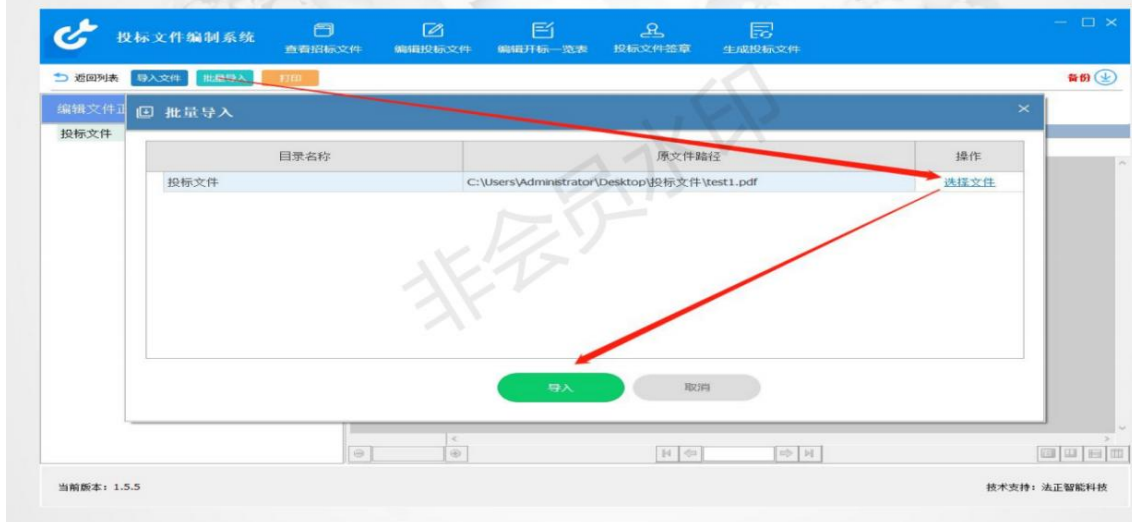 投标文件编制系统
查看招标文件
编辑投标文件
编辑开标一览表
投标文件签章
生成投标文件
返回列表
导入文件
批量导入
打印
备份
编辑文件正
投标文件
批量导入
目录名称
原文件路径
操作
投标文件
C:\Users\Administrator\Desktop\投标文件\test1.pdf
选择文件
非会员水印
导入
取消
当前版本：1.5.5
技术支持：法正智能科技